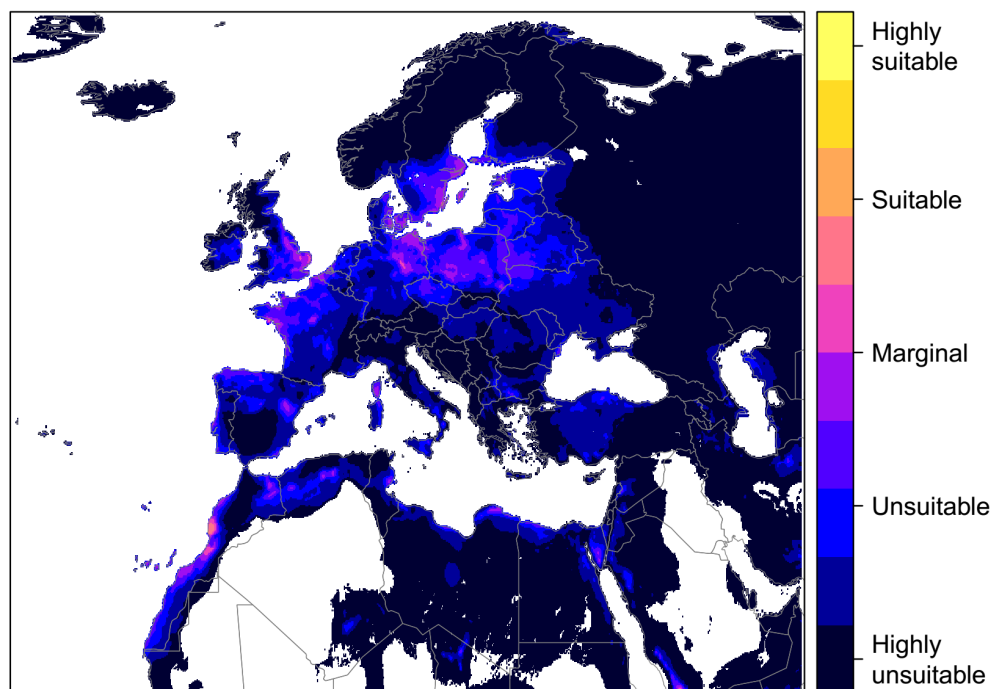 Highly
suitable
Suitable
Marginal
Unsuitable
Highly
unsuitable